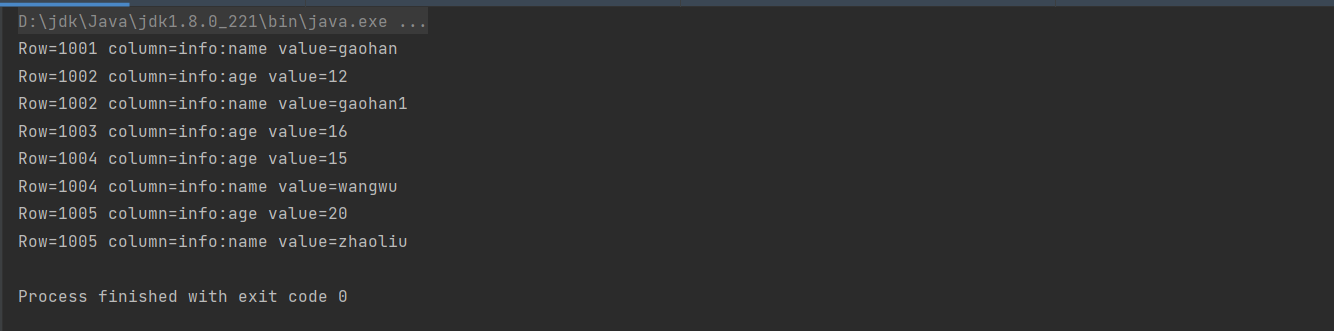 D:\jdk\Java\jdk1.8.0_221\bin\java.exe ...
Row=1001 column=info:name value=gaohan
Row=1002 column=info:age value=12
Row=1002 column=info:name value=gaohan1
Row=1003 column=info:age value=16
Row=1004 column=info:age value=15
Row=1004 column=info:name value=wangwu
Row=1005 column=info:age value=20
Row=1005 column=info:name value=zhaoliu
Process finished with exit code 0